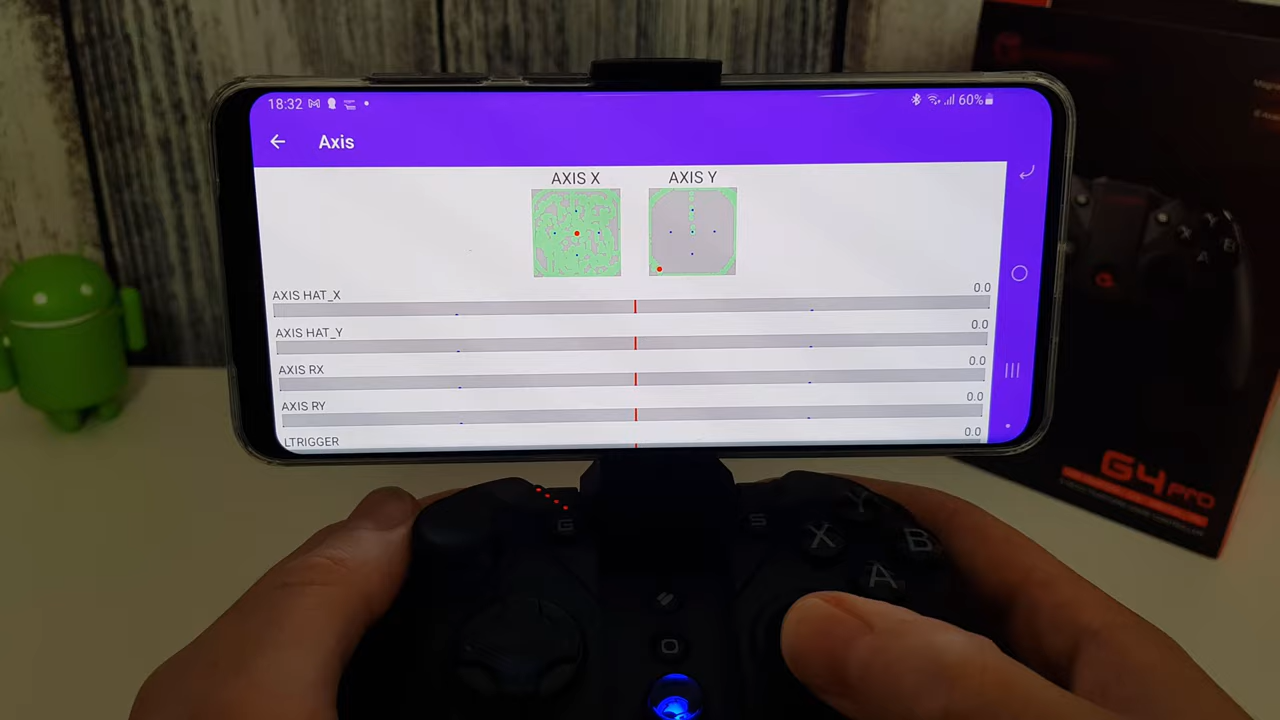 18:32
60%
Axis
AXIS X
AXIS Y
AXIS HAT_X
0.0
AXIS HAT_Y
0.0
AXIS RX
0.0
AXIS RY
0.0
LTRIGGER
0.0
G4 PRO
G
S
X
Y
B
A
Y
X
B
A